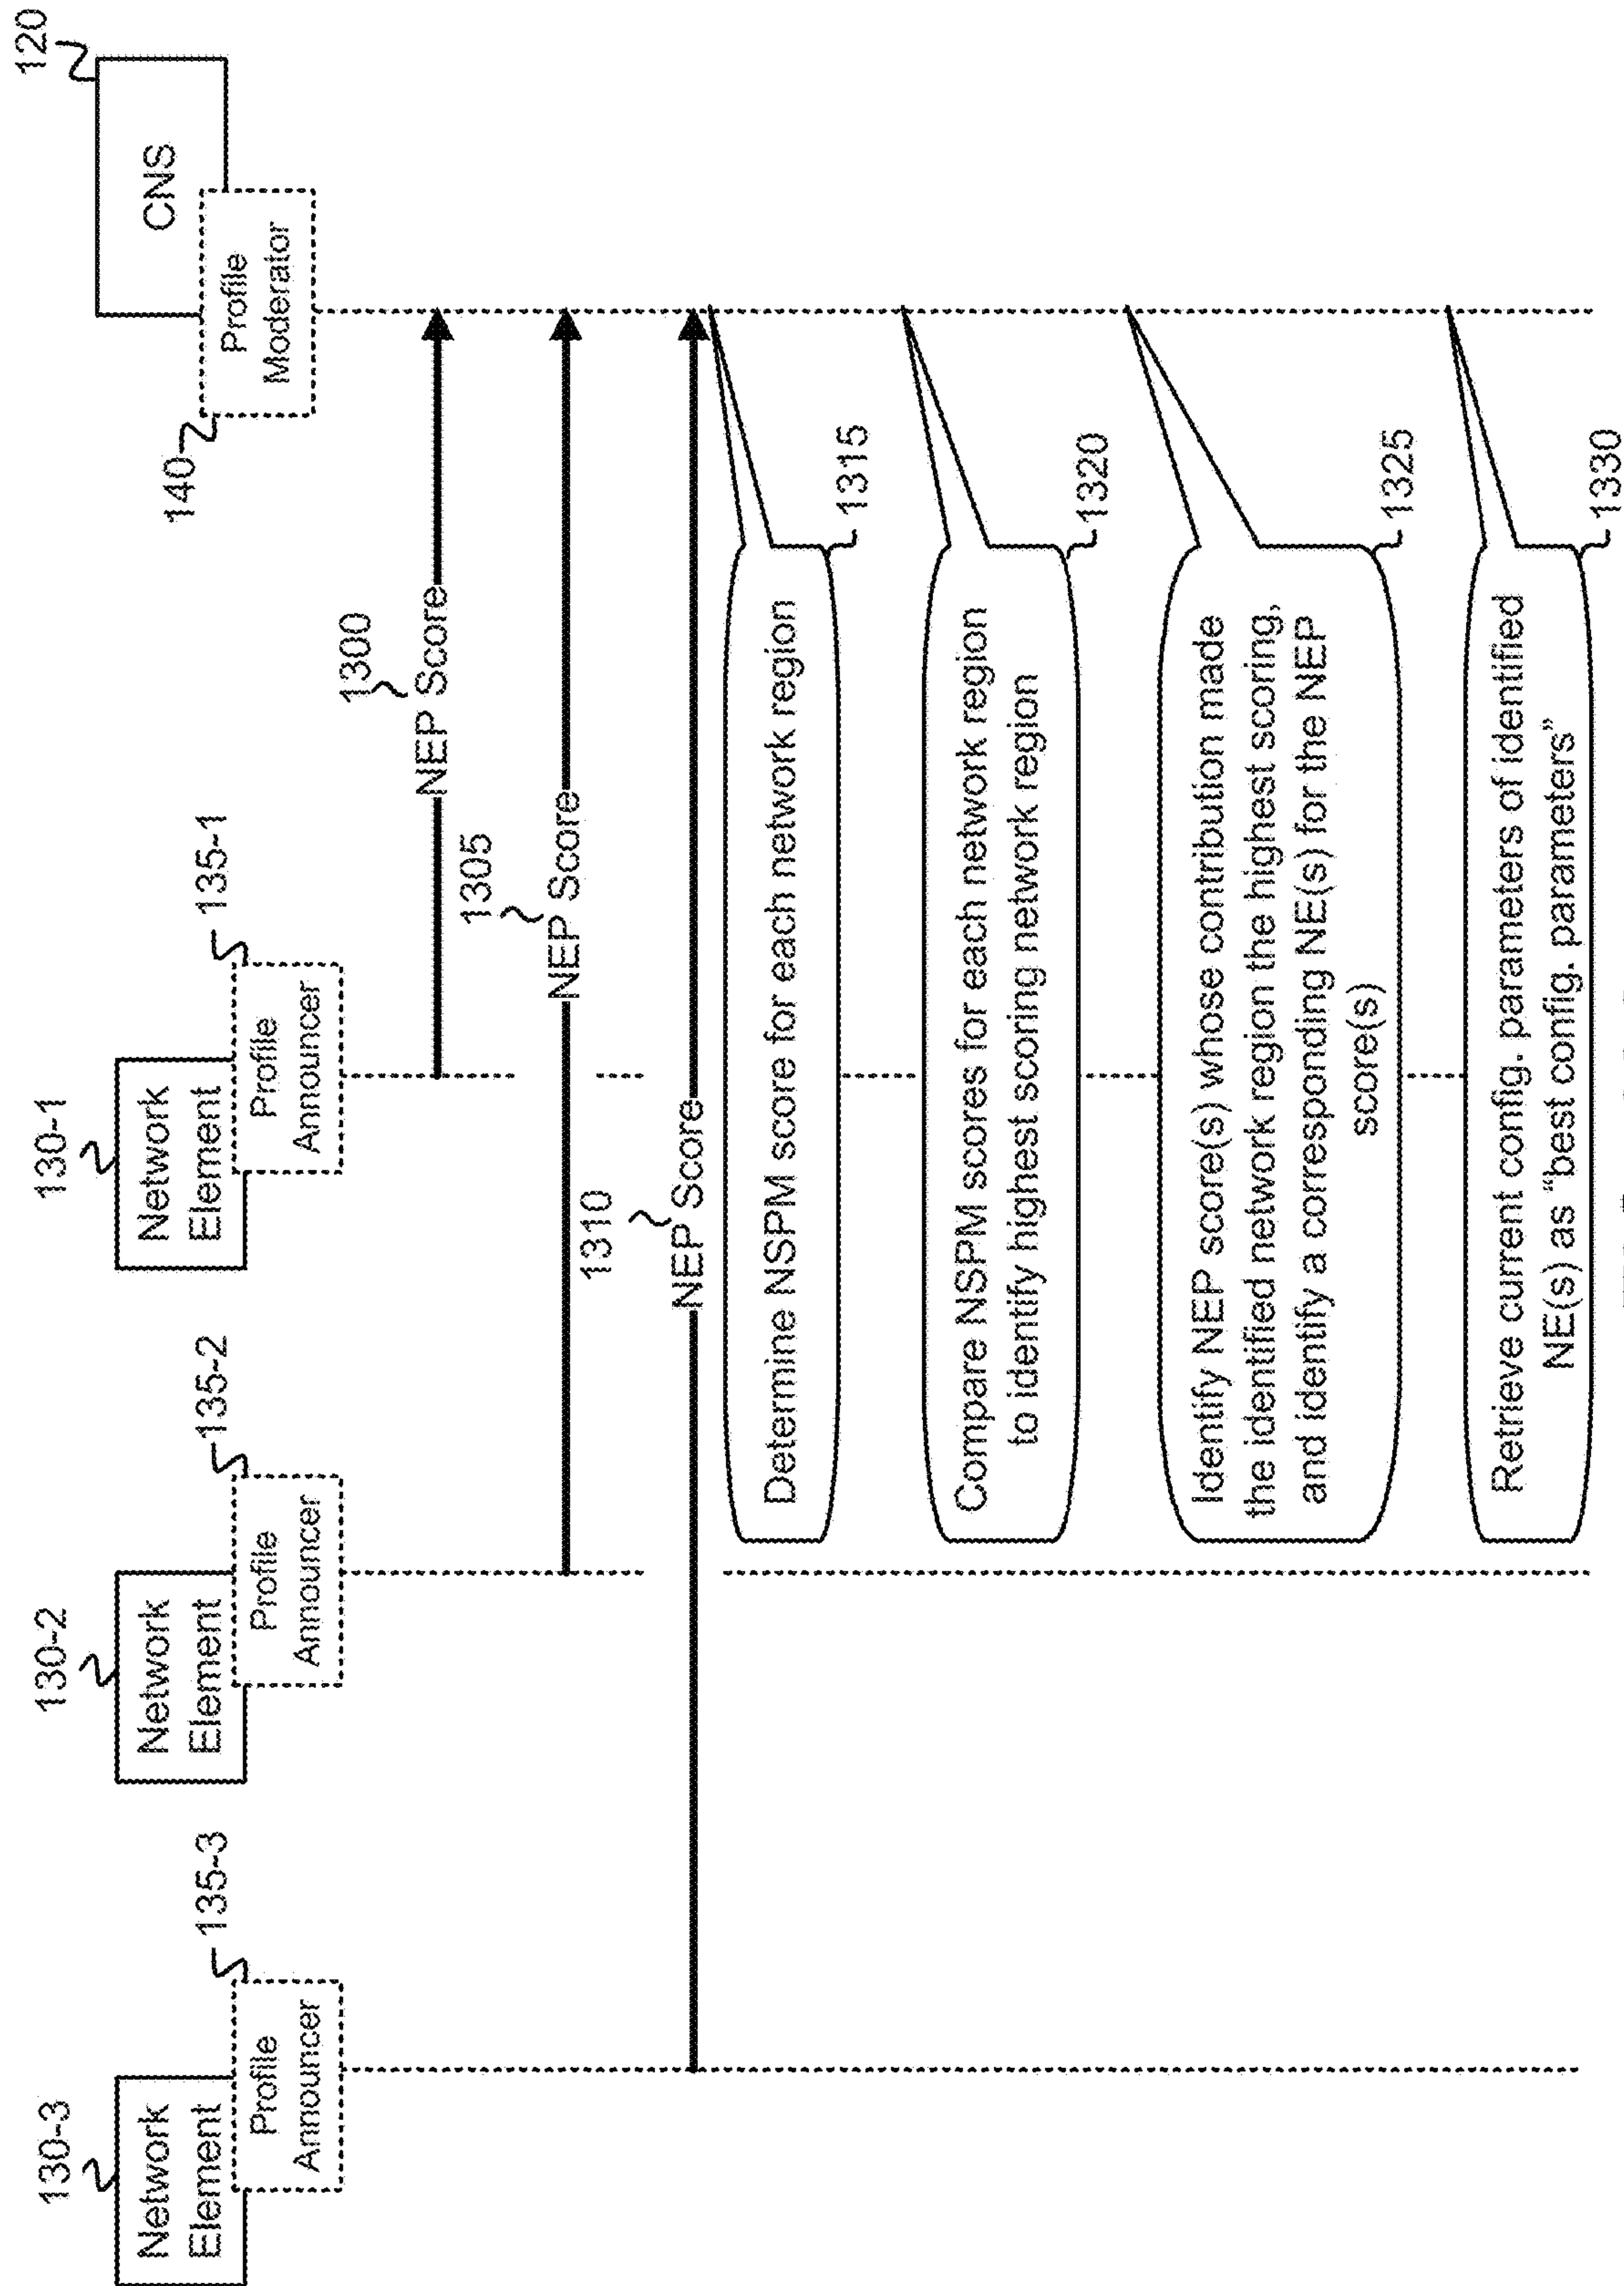 130-3
Network
Element
135-3
Profile
Announcer
130-2
Network
Element
135-2
Profile
Announcer
130-1
Network
Element
135-1
Profile
Announcer
120
CNS
140
Profile
Moderator
1300
NEP Score
1305
NEP Score
1310
NEP Score
Determine NSPM score for each network region
1315
Compare NSPM scores for each network region
to identify highest scoring network region
1320
Identify NEP score(s) whose contribution made
the identified network region the highest scoring,
and identify a corresponding NE(s) for the NEP
score(s)
1325
Retrieve current config. parameters of identified
NE(s) as “best config. parameters”
1330